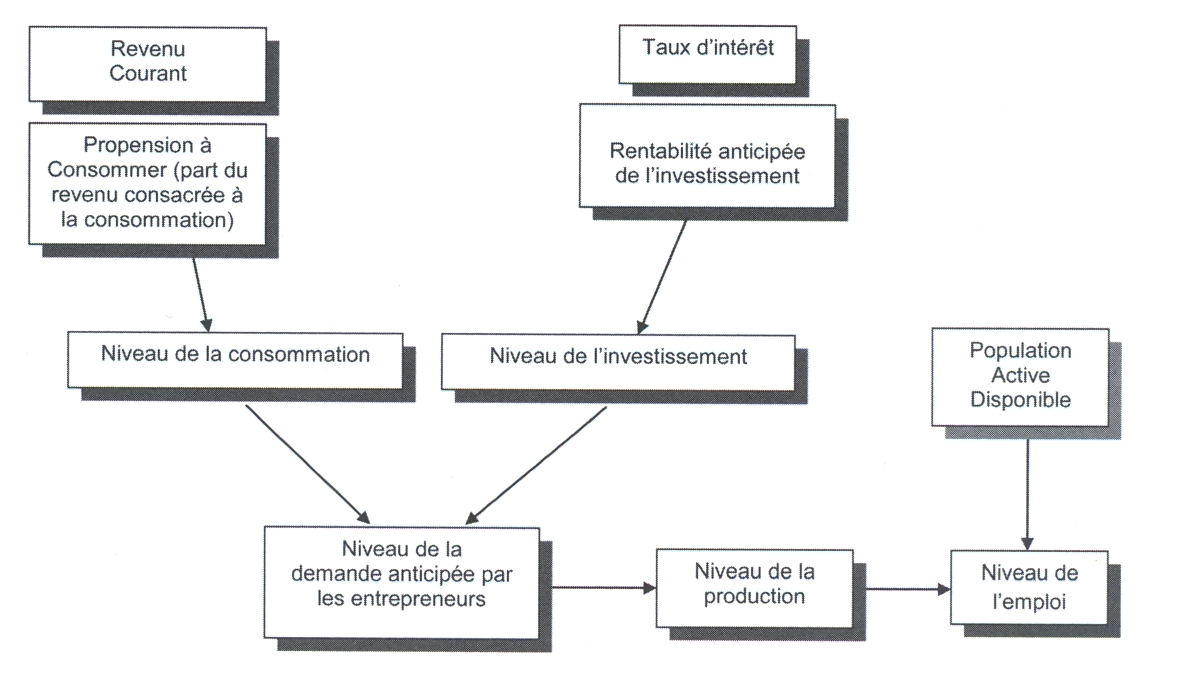 Revenu
Courant
Taux d'intérêt
Propension à
Consommer (part du
revenu consacrée à
la consommation)
Rentabilité anticipée
de l'investissement
Niveau de la consommation
Niveau de l'investissement
Population
Active
Disponible
Niveau de la
demande anticipée par
les entrepreneurs
Niveau de la
production
Niveau de
l'emploi